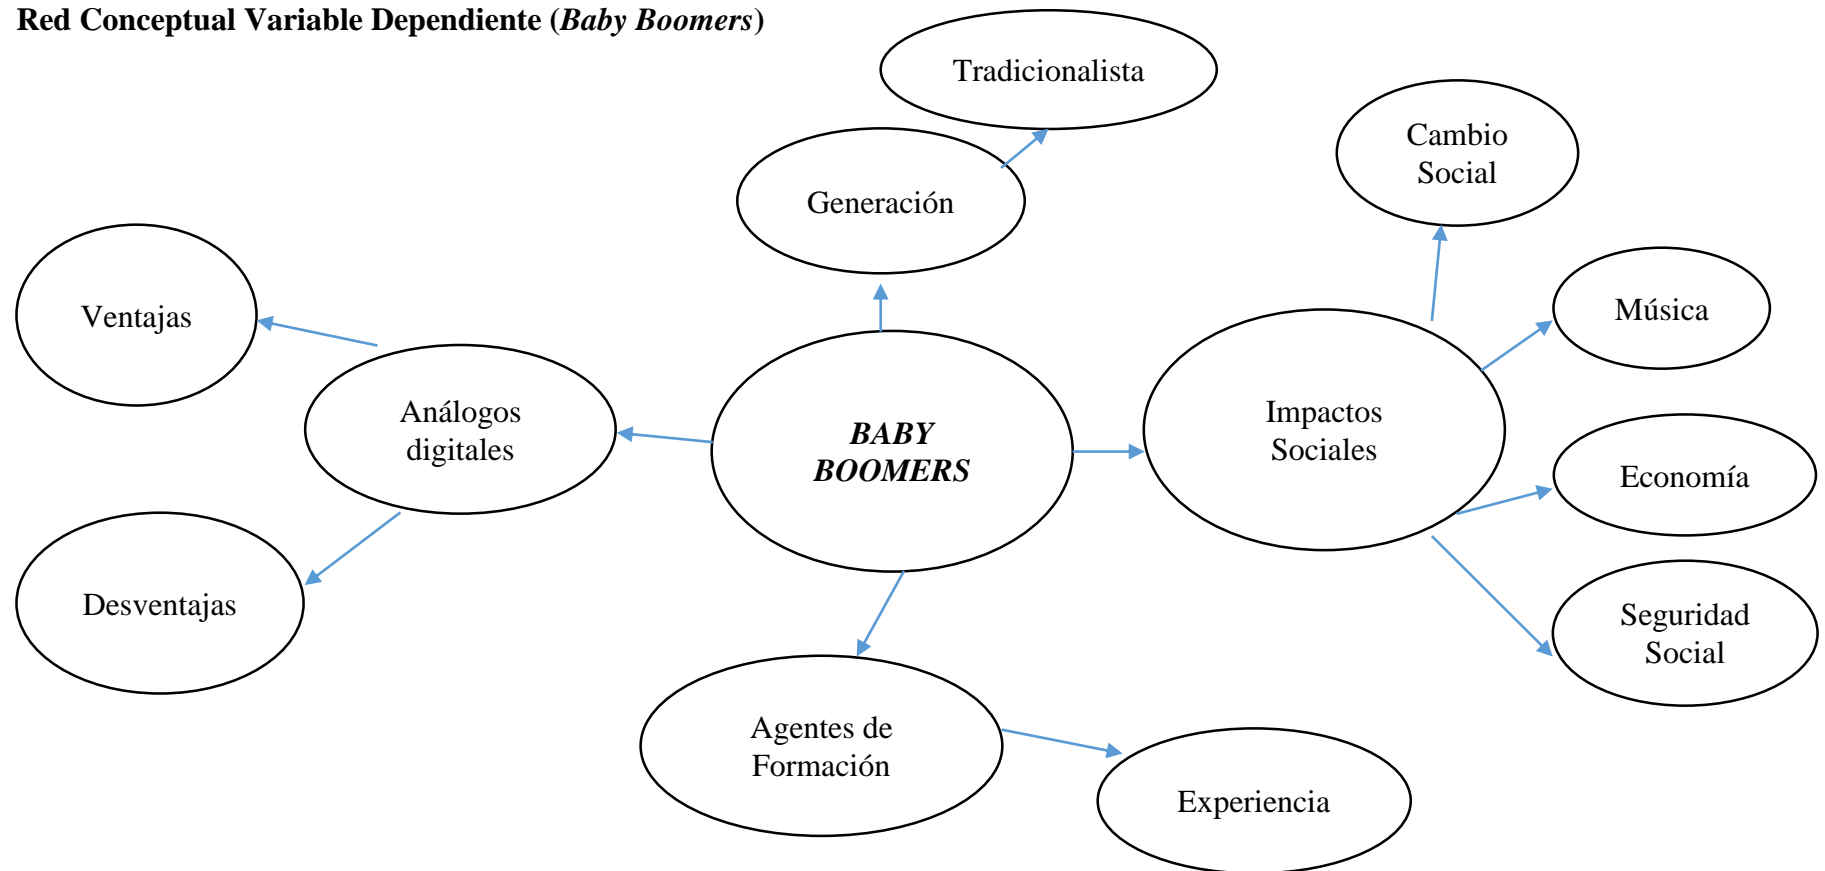 Red Conceptual Variable Dependiente (Baby Boomers)
Tradicionalista
Cambio
Social
Generación
Ventajas
Música
Análogos
digitales
BABY
BOOMERS
Impactos
Sociales
Economía
Desventajas
Seguridad
Social
Agentes de
Formación
Experiencia